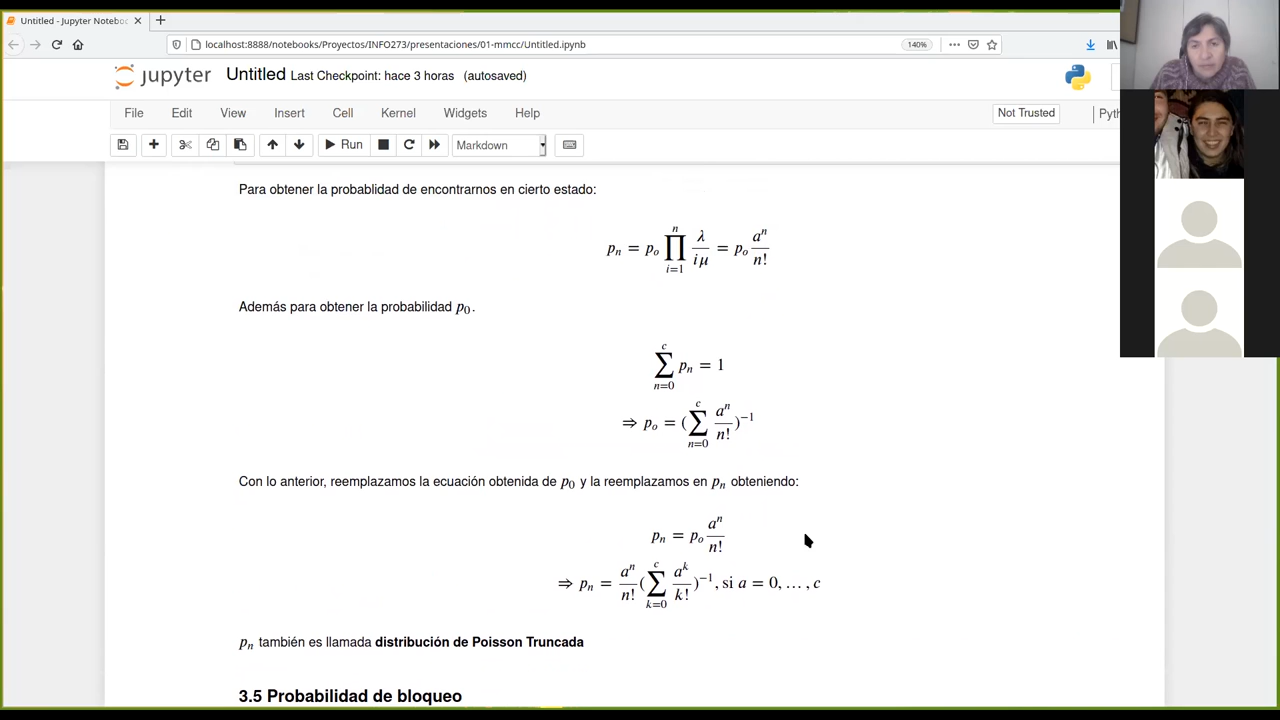 Untitled - Jupyter Noteboo
localhost:8888/notebooks/Proyectos/INFO273/presentaciones/01-mmcc/Untitled.ipynb
140%
jupyter Untitled Last Checkpoint: hace 3 horas (autosaved)
File Edit View Insert Cell Kernel Widgets Help
Not Trusted
Pyth
Run
Markdown
Para obtener la probablidad de encontrarnos en cierto estado:
pₙ = pₒ ∏ᵢ₌₁ⁿ λ/(iμ) = pₒ aⁿ/n!
Además para obtener la probabilidad p₀.
∑ₙ₌₀ᶜ pₙ = 1
⇒ pₒ = (∑ₙ₌₀ᶜ aⁿ/n!)⁻¹
Con lo anterior, reemplazamos la ecuación obtenida de p₀ y la reemplazamos en pₙ obteniendo:
pₙ = pₒ aⁿ/n!
⇒ pₙ = aⁿ/n! (∑ₖ₌₀ᶜ aᵏ/k!)⁻¹, si a = 0, … , c
pₙ también es llamada distribución de Poisson Truncada
3.5 Probabilidad de bloqueo